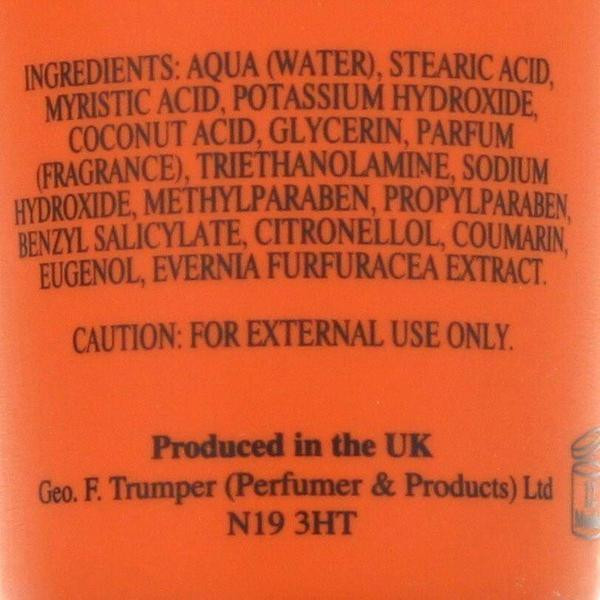 INGREDIENTS: AQUA (WATER), STEARIC ACID,
MYRISTIC ACID, POTASSIUM HYDROXIDE,
COCONUT ACID, GLYCERIN, PARFUM
(FRAGRANCE), TRIETHANOLAMINE, SODIUM
HYDROXIDE, METHYLPARABEN, PROPYLPARABEN,
BENZYL SALICYLATE, CITRONELLOL, COUMARIN,
EUGENOL, EVERNIA FURFURACEA EXTRACT.
CAUTION: FOR EXTERNAL USE ONLY.
Produced in the UK
Geo. F. Trumper (Perfumer & Products) Ltd
N19 3HT